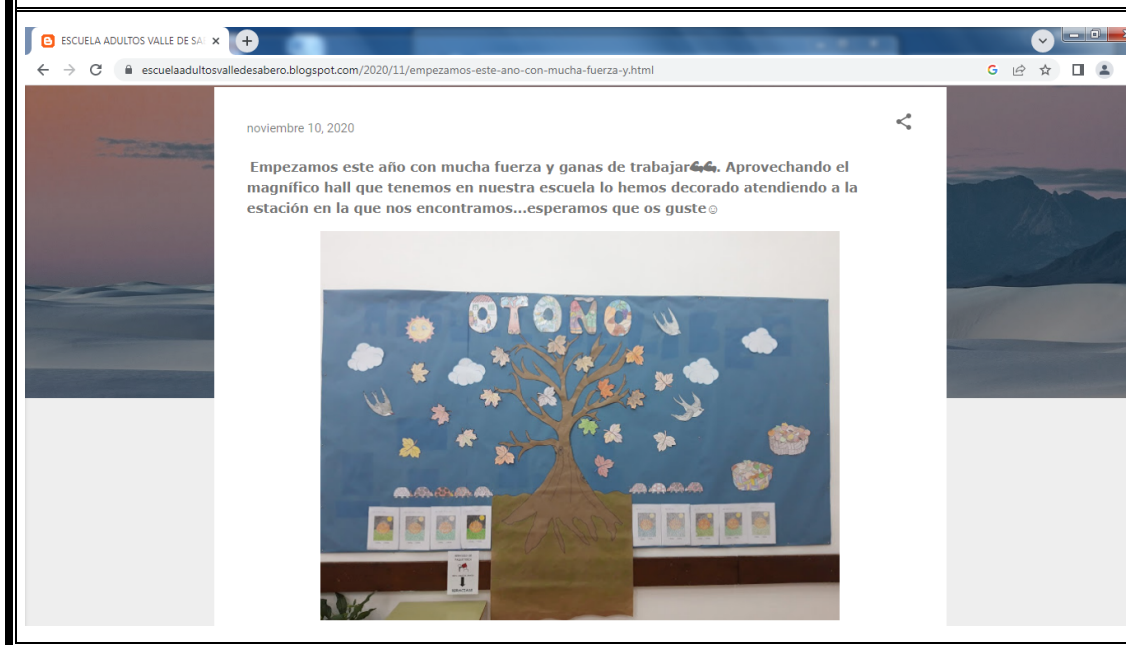 ESCUELA ADULTOS VALLE DE SA
escuelaadultosvalledesabero.blogspot.com/2020/11/empezamos-este-ano-con-mucha-fuerza-y.html
noviembre 10, 2020
Empezamos este año con mucha fuerza y ganas de trabajar💪💪. Aprovechando el
magnífico hall que tenemos en nuestra escuela lo hemos decorado atendiendo a la
estación en la que nos encontramos...esperamos que os guste☺
OTOÑO